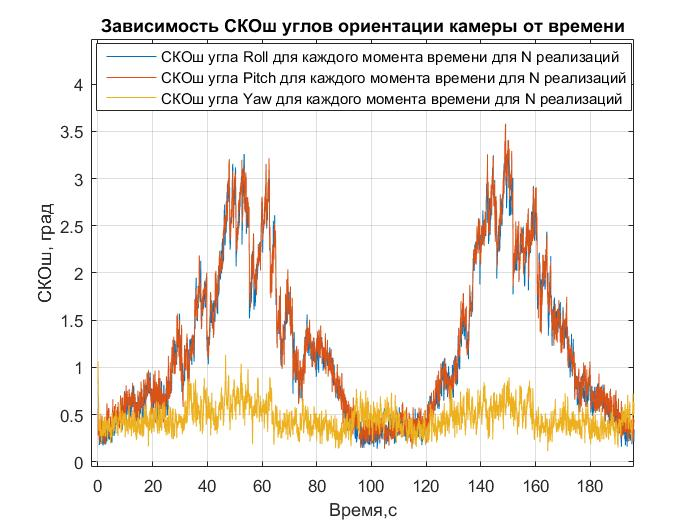 Зависимость СКОш углов ориентации камеры от времени
СКОш угла Roll для каждого момента времени для N реализаций
СКОш угла Pitch для каждого момента времени для N реализаций
СКОш угла Yaw для каждого момента времени для N реализаций
4
3.5
3
2.5
2
1.5
1
0.5
0
СКОш, град
0 20 40 60 80 100 120 140 160 180
Время,с